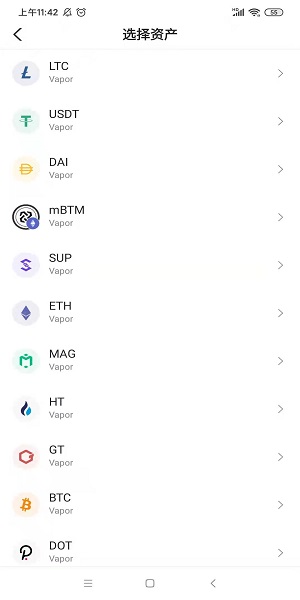 上午11:42
55
选择资产
LTC
Vapor
USDT
Vapor
DAI
Vapor
mBTM
Vapor
SUP
Vapor
ETH
Vapor
MAG
Vapor
HT
Vapor
GT
Vapor
BTC
Vapor
DOT
Vapor